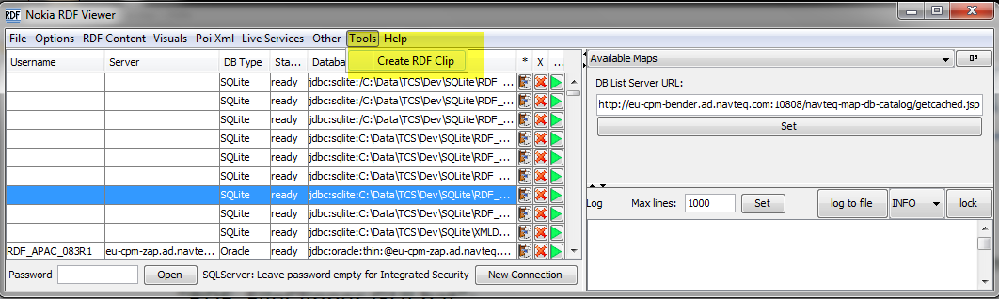 RDF Nokia RDF Viewer
File Options RDF Content Visuals Poi Xml Live Services Other Tools Help
Create RDF Clip
Username Server DB Type Sta... Databa * X ...
SQLite ready jdbc:sqlite:/C:\Data\TCS\Dev\SQLite\RDF_...
SQLite ready jdbc:sqlite:/C:\Data\TCS\Dev\SQLite\RDF_...
SQLite ready jdbc:sqlite:/C:\Data\TCS\Dev\SQLite\RDF_...
SQLite ready jdbc:sqlite:C:\Data\TCS\Dev\SQLite\RDF_...
SQLite ready jdbc:sqlite:C:\Data\TCS\Dev\SQLite\RDF_...
SQLite ready jdbc:sqlite:C:\Data\TCS\Dev\SQLite\RDF_...
SQLite ready jdbc:sqlite:C:\Data\TCS\Dev\SQLite\RDF_...
SQLite ready jdbc:sqlite:C:\Data\TCS\Dev\SQLite\RDF_...
SQLite ready jdbc:sqlite:C:\Data\TCS\Dev\SQLite\XMLD...
RDF_APAC_083R1 eu-cpm-zap.ad.navte... Oracle ready jdbc:oracle:thin:@eu-cpm-zap.ad.navteq....
Password Open SQLServer: Leave password empty for Integrated Security New Connection
Available Maps
DB List Server URL:
http://eu-cpm-bender.ad.navteq.com:10808/navteq-map-db-catalog/getcached.jsp
Set
Log Max lines: 1000 Set log to file INFO lock